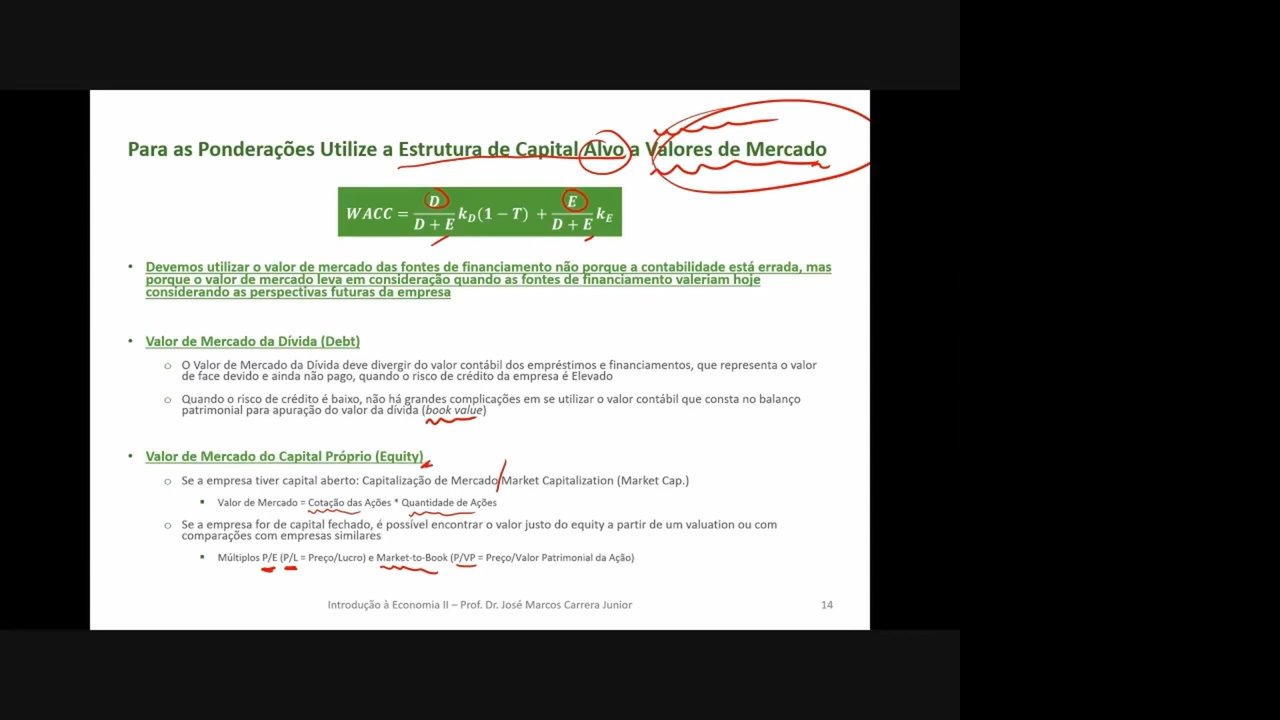 Para as Ponderações Utilize a Estrutura de Capital Alvo a Valores de Mercado
WACC = D/(D + E) k_D(1 − T) + E/(D + E) k_E
• Devemos utilizar o valor de mercado das fontes de financiamento não porque a contabilidade está errada, mas
porque o valor de mercado leva em consideração quando as fontes de financiamento valeriam hoje
considerando as perspectivas futuras da empresa
• Valor de Mercado da Dívida (Debt)
○ O Valor de Mercado da Dívida deve divergir do valor contábil dos empréstimos e financiamentos, que representa o valor
de face devido e ainda não pago, quando o risco de crédito da empresa é Elevado
○ Quando o risco de crédito é baixo, não há grandes complicações em se utilizar o valor contábil que consta no balanço
patrimonial para apuração do valor da dívida (book value)
• Valor de Mercado do Capital Próprio (Equity)
○ Se a empresa tiver capital aberto: Capitalização de Mercado/Market Capitalization (Market Cap.)
▪ Valor de Mercado = Cotação das Ações * Quantidade de Ações
○ Se a empresa for de capital fechado, é possível encontrar o valor justo do equity a partir de um valuation ou com
comparações com empresas similares
▪ Múltiplos P/E (P/L = Preço/Lucro) e Market-to-Book (P/VP = Preço/Valor Patrimonial da Ação)
Introdução à Economia II – Prof. Dr. José Marcos Carrera Junior
14